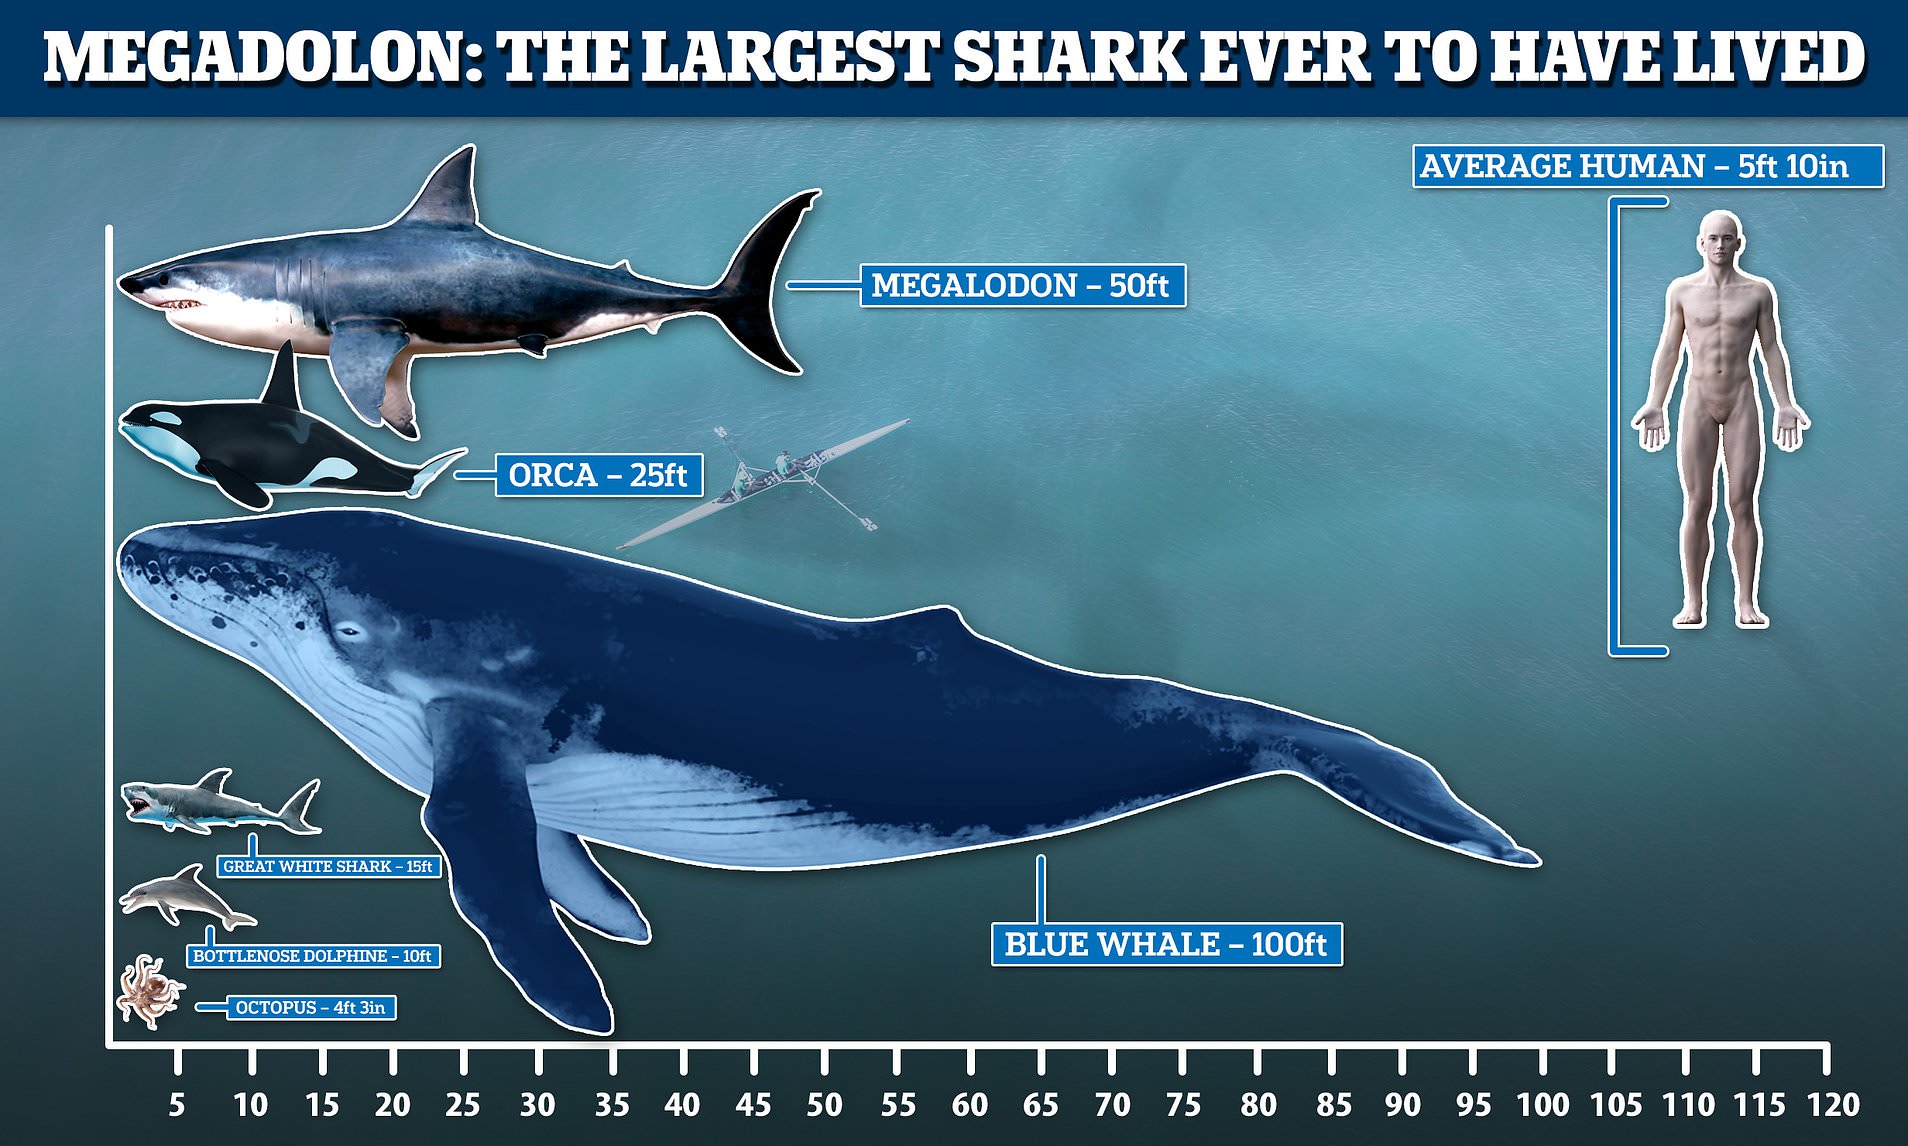 MEGADOLON: THE LARGEST SHARK EVER TO HAVE LIVED
AVERAGE HUMAN – 5ft 10in
MEGALODON – 50ft
ORCA – 25ft
GREAT WHITE SHARK – 15ft
BLUE WHALE – 100ft
BOTTLENOSE DOLPHINE – 10ft
OCTOPUS – 4ft 3in
5 10 15 20 25 30 35 40 45 50 55 60 65 70 75 80 85 90 95 100 105 110 115 120